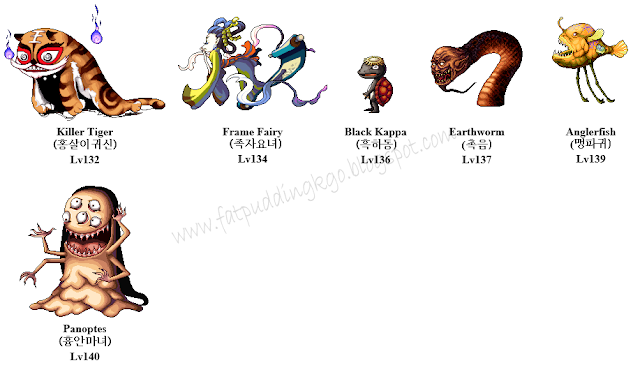 Killer Tiger
(홍살이귀신)
Lv132
Frame Fairy
(족자요녀)
Lv134
Black Kappa
(흑하동)
Lv136
Earthworm
(촉음)
Lv137
Anglerfish
(맹파귀)
Lv139
Panoptes
(흉안마녀)
Lv140
www.fatpuddingkgo.blogspot.com